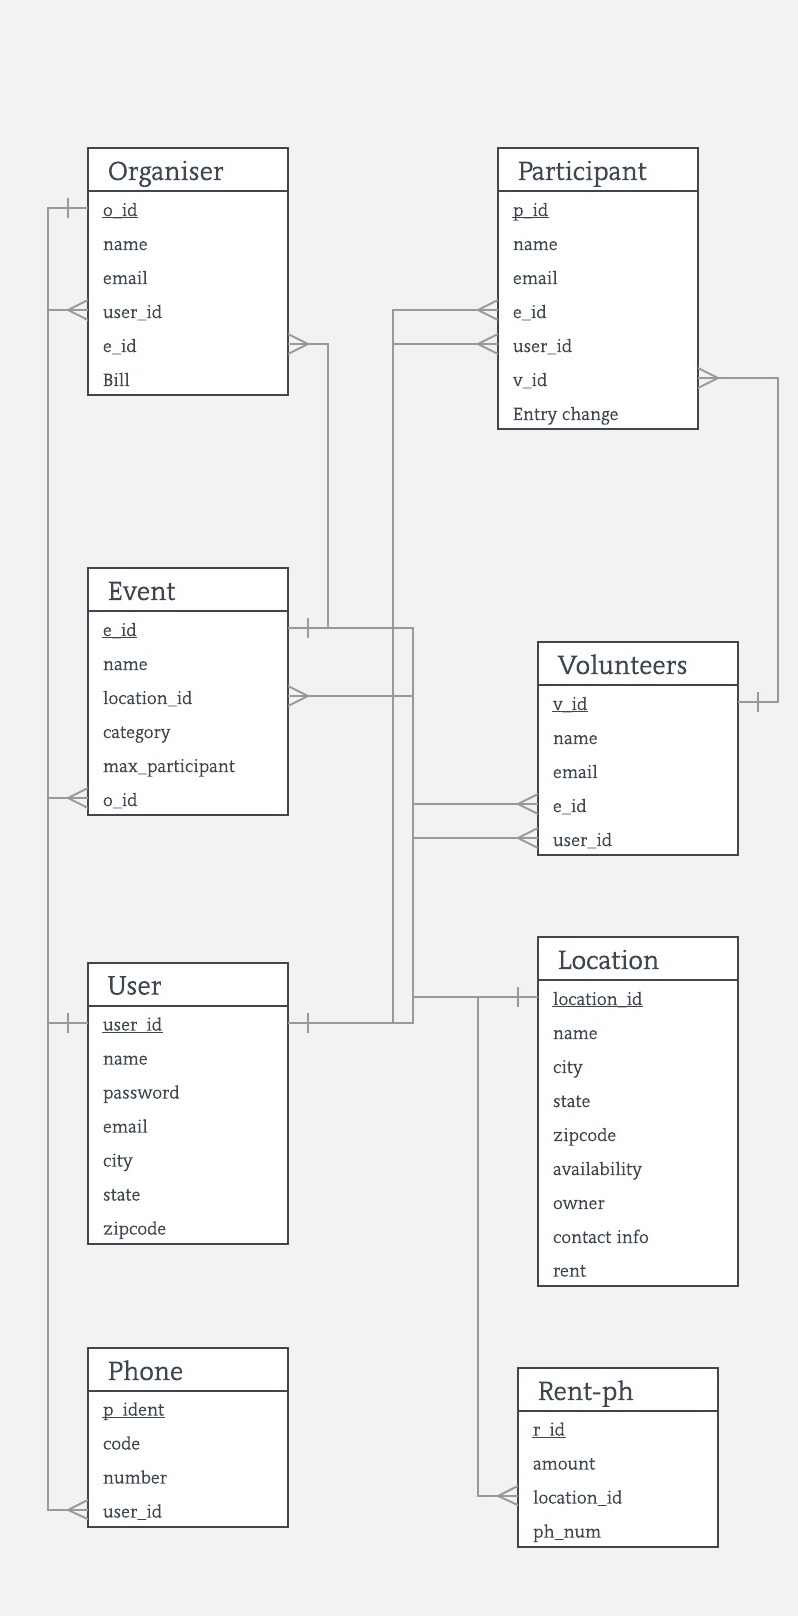 Organiser
o_id
name
email
user_id
e_id
Bill
Participant
p_id
name
email
e_id
user_id
v_id
Entry change
Event
e_id
name
location_id
category
max_participant
o_id
Volunteers
v_id
name
email
e_id
user_id
User
user_id
name
password
email
city
state
zipcode
Location
location_id
name
city
state
zipcode
availability
owner
contact info
rent
Phone
p_ident
code
number
user_id
Rent-ph
r_id
amount
location_id
ph_num